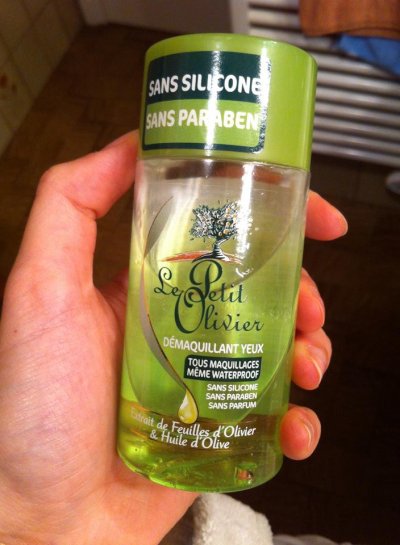 SANS SILICONE
SANS PARABEN
Le Petit
Olivier
DÉMAQUILLANT YEUX
TOUS MAQUILLAGES
MÊME WATERPROOF
SANS SILICONE
SANS PARABEN
SANS PARFUM
Extrait de Feuilles d'Olivier
& Huile d'Olive